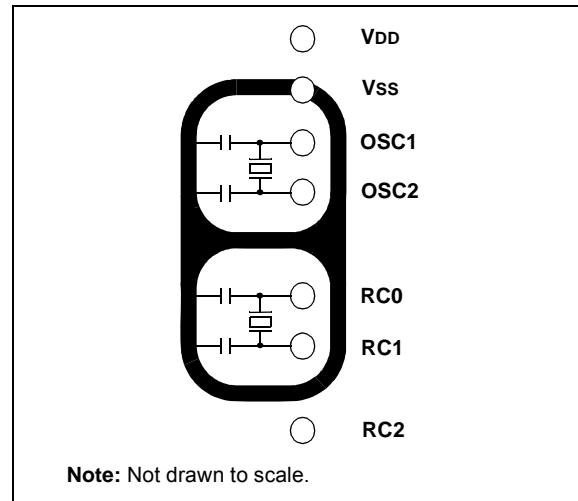 VDD
VSS
OSC1
OSC2
RC0
RC1
RC2
Note: Not drawn to scale.